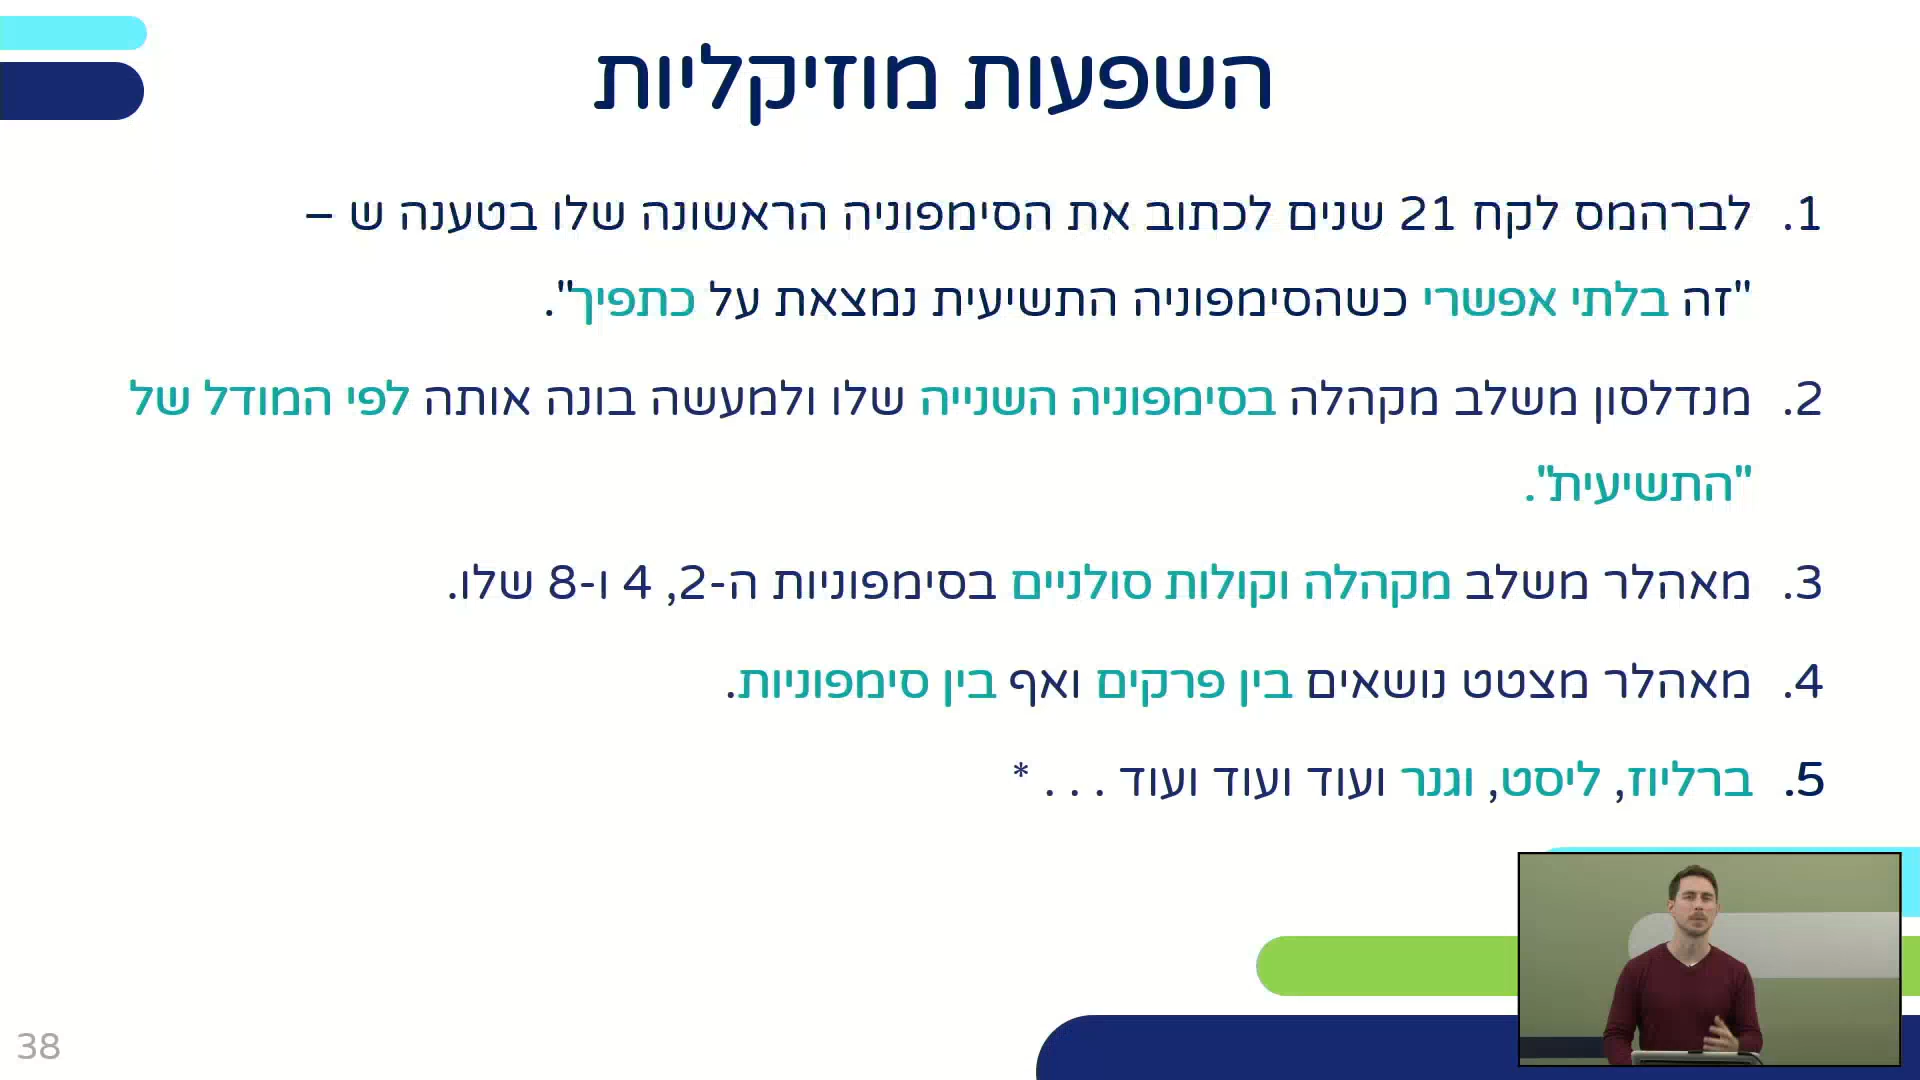 השפעות מוזיקליות
1. לברהמס לקח 21 שנים לכתוב את הסימפוניה הראשונה שלו בטענה ש –
"זה בלתי אפשרי כשהסימפוניה התשיעית נמצאת על כתפיך".
2. מנדלסון משלב מקהלה בסימפוניה השנייה שלו ולמעשה בונה אותה לפי המודל של
"התשיעית".
3. מאהלר משלב מקהלה וקולות סולניים בסימפוניות ה-2, 4 ו-8 שלו.
4. מאהלר מצטט נושאים בין פרקים ואף בין סימפוניות.
5. ברליוז, ליסט, וגנר ועוד ועוד ועוד . . . *
38